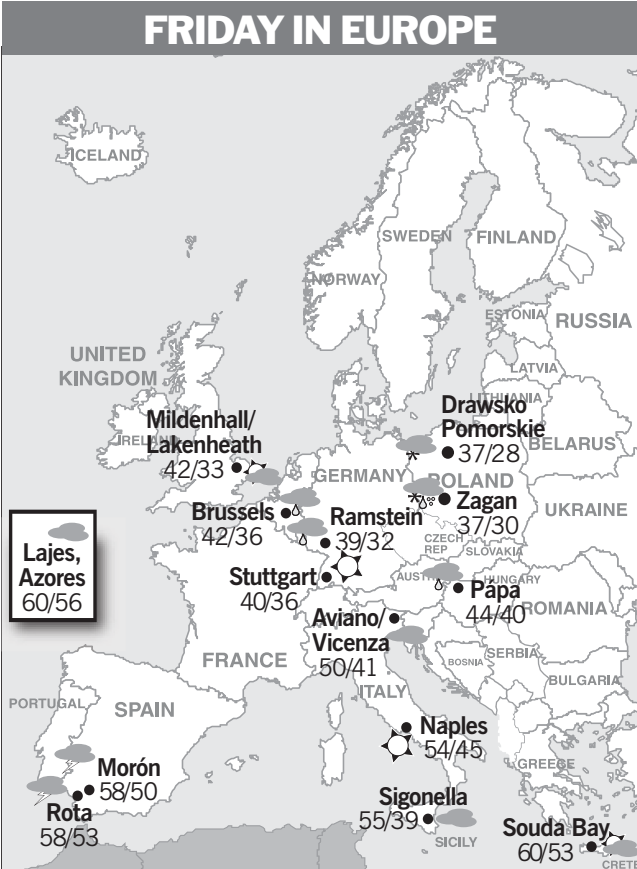 FRIDAY IN EUROPE
ICELAND
SWEDEN
FINLAND
NORWAY
ESTONIA
RUSSIA
UNITED
KINGDOM
LATVIA
LITHUANIA
Drawsko
Pomorskie
37/28
BELARUS
Mildenhall/
Lakenheath
42/33
IRELAND
GERMANY
POLAND
Zagan
37/30
UKRAINE
Brussels
42/36
Ramstein
39/32
CZECH
REP
SLOVAKIA
Lajes,
Azores
60/56
Stuttgart
40/36
AUSTRIA
HUNGARY
Pápa
44/40
ROMANIA
Aviano/
Vicenza
50/41
FRANCE
BOSNIA
SERBIA
BULGARIA
ITALY
PORTUGAL
SPAIN
Naples
54/45
GREECE
Morón
58/50
Rota
58/53
Sigonella
55/39
SICILY
Souda Bay
60/53
CRETE